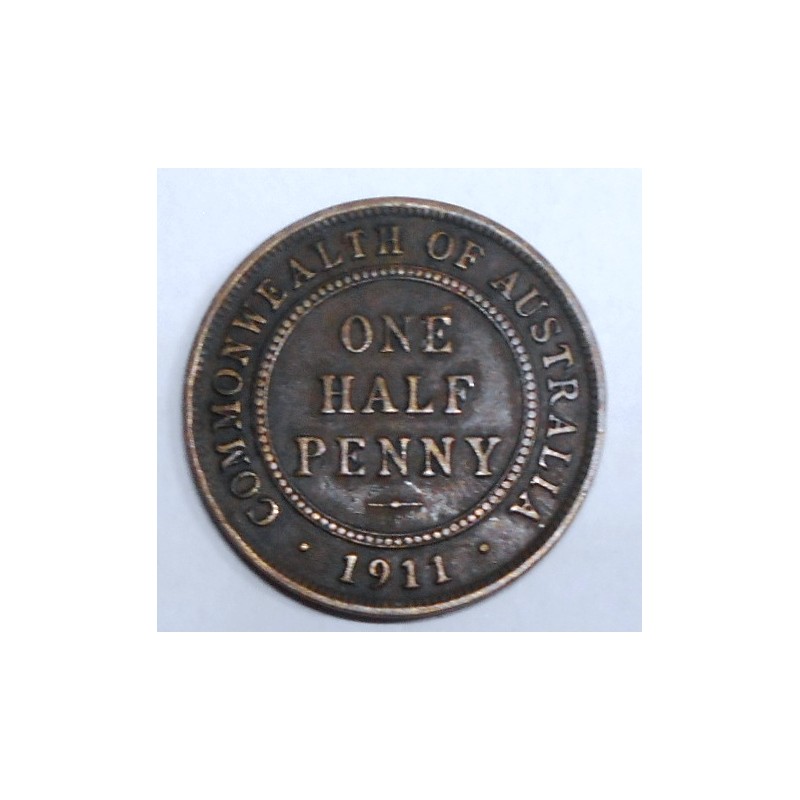 COMMONWEALTH OF AUSTRALIA
ONE
HALF
PENNY
· 1911 ·